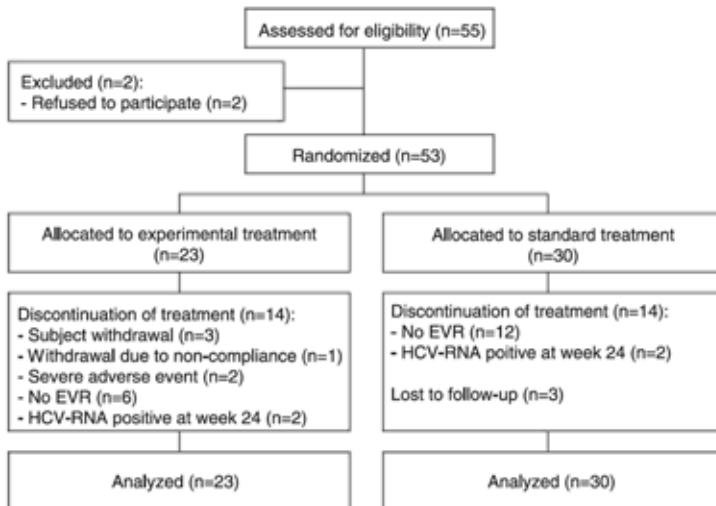 Assessed for eligibility (n=55)
Excluded (n=2):
- Refused to participate (n=2)
Randomized (n=53)
Allocated to experimental treatment
(n=23)
Allocated to standard treatment
(n=30)
Discontinuation of treatment (n=14):
- Subject withdrawal (n=3)
- Withdrawal due to non-compliance (n=1)
- Severe adverse event (n=2)
- No EVR (n=6)
- HCV-RNA positive at week 24 (n=2)
Discontinuation of treatment (n=14):
- No EVR (n=12)
- HCV-RNA poitive at week 24 (n=2)
Lost to follow-up (n=3)
Analyzed (n=23)
Analyzed (n=30)